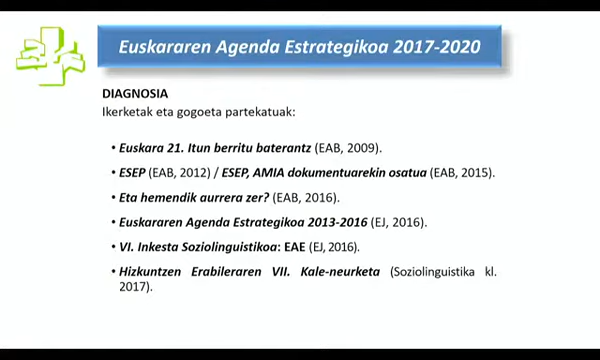 Euskararen Agenda Estrategikoa 2017-2020
DIAGNOSIA
Ikerketak eta gogoeta partekatuak:
• Euskara 21. Itun berritu baterantz (EAB, 2009).
• ESEP (EAB, 2012) / ESEP, AMIA dokumentuarekin osatua (EAB, 2015).
• Eta hemendik aurrera zer? (EAB, 2016).
• Euskararen Agenda Estrategikoa 2013-2016 (EJ, 2016).
• VI. Inkesta Soziolinguistikoa: EAE (EJ, 2016).
• Hizkuntzen Erabileraren VII. Kale-neurketa (Soziolinguistika kl.
2017).